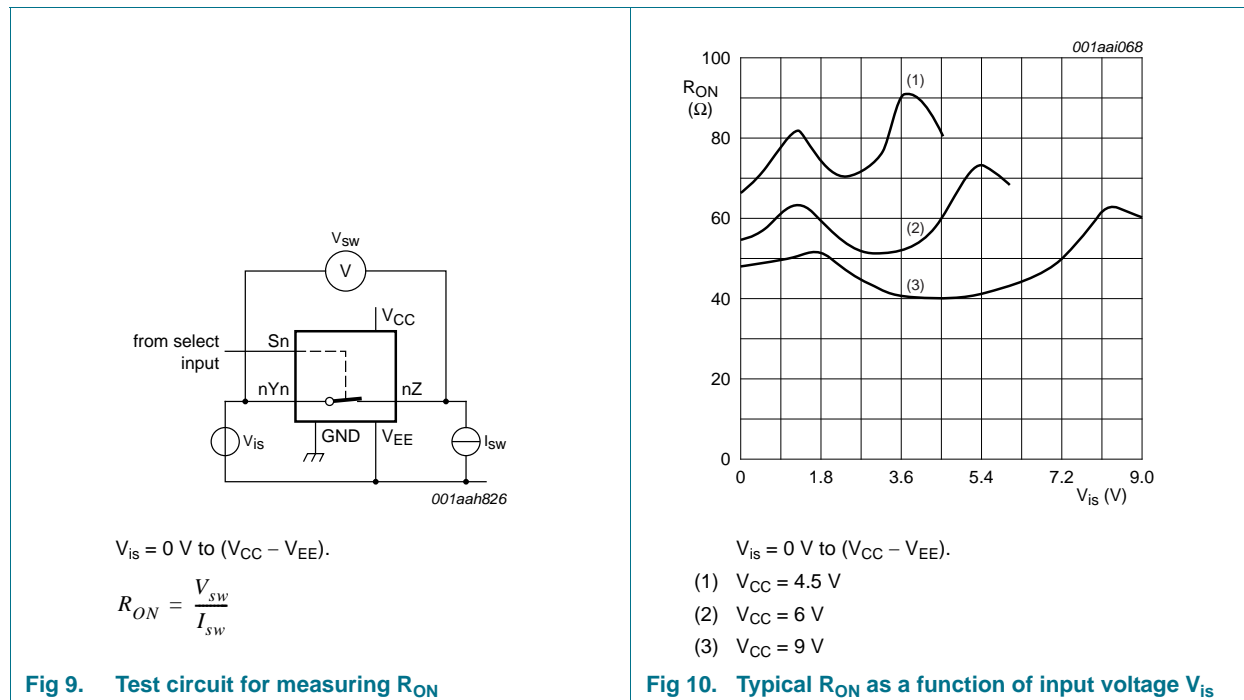 V_sw
V
V_CC
from select
input
Sn
nYn
nZ
V_is
GND
V_EE
I_sw
001aah826
V_is = 0 V to (V_CC − V_EE).
R_ON = V_sw / I_sw
Fig 9. Test circuit for measuring R_ON
001aai068
R_ON
(Ω)
100
80
60
40
20
0
(1)
(2)
(3)
0 1.8 3.6 5.4 7.2 9.0
V_is (V)
V_is = 0 V to (V_CC − V_EE).
(1) V_CC = 4.5 V
(2) V_CC = 6 V
(3) V_CC = 9 V
Fig 10. Typical R_ON as a function of input voltage V_is